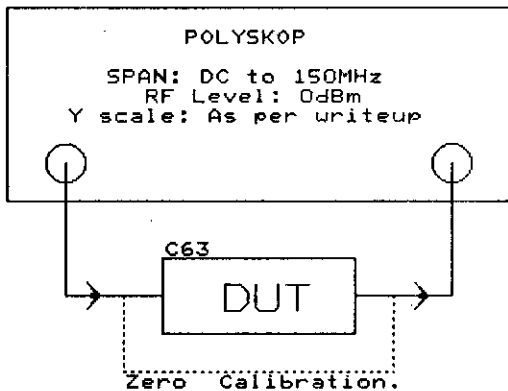 POLYSKOP
SPAN: DC to 150MHz
RF Level: 0dBm
Y scale: As per writeup
C63
DUT
Zero Calibration.